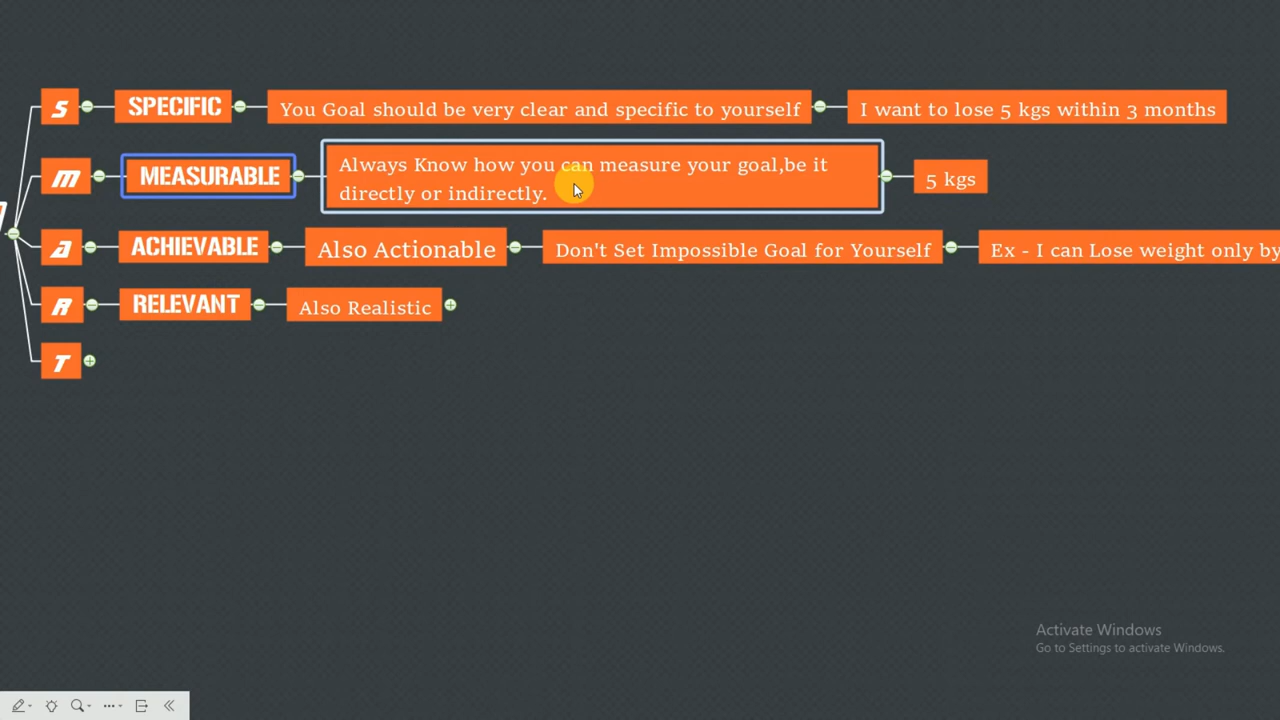 S
SPECIFIC
You Goal should be very clear and specific to yourself
I want to lose 5 kgs within 3 months
m
MEASURABLE
Always Know how you can measure your goal,be it
directly or indirectly.
5 kgs
a
ACHIEVABLE
Also Actionable
Don't Set Impossible Goal for Yourself
Ex - I can Lose weight only by
R
RELEVANT
Also Realistic
T
Activate Windows
Go to Settings to activate Windows.